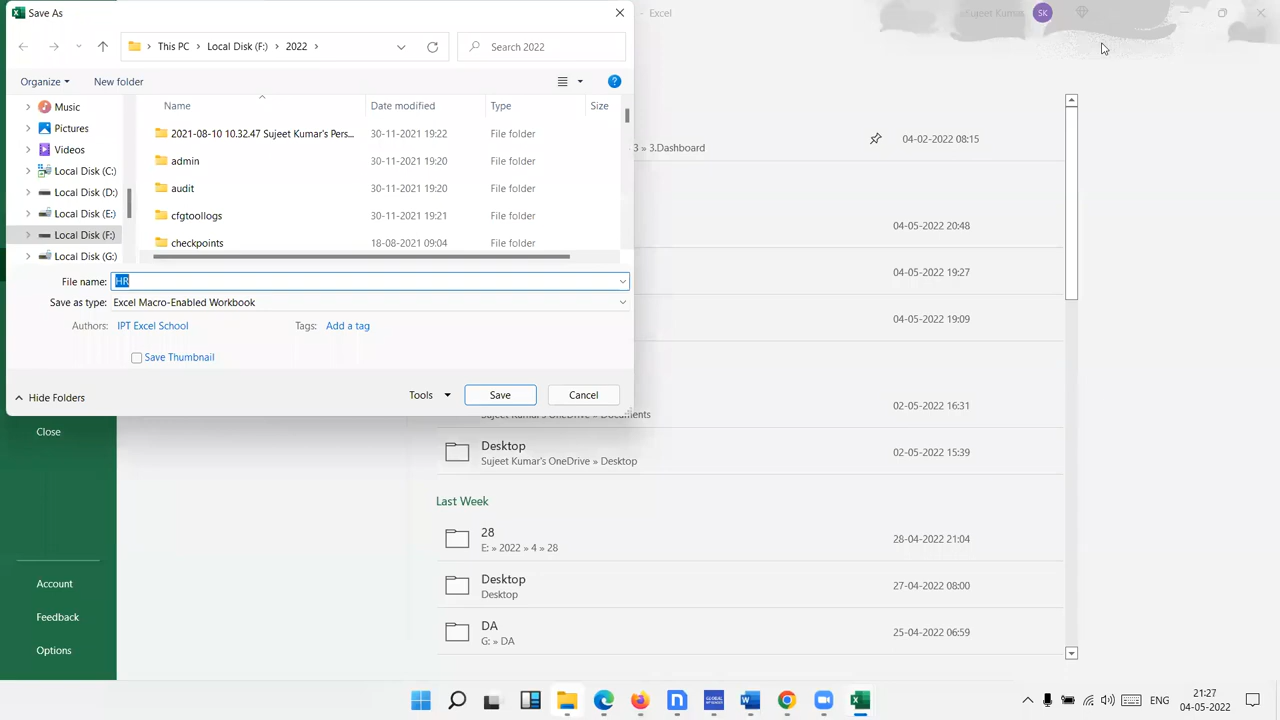 Save As
Excel
Sujeet Kumar
SK
This PC
Local Disk (F:)
2022
Search 2022
Organize
New folder
?
Music
Pictures
Videos
Local Disk (C:)
Local Disk (D:)
Local Disk (E:)
Local Disk (F:)
Local Disk (G:)
Name
Date modified
Type
Size
2021-08-10 10.32.47 Sujeet Kumar's Pers...
30-11-2021 19:22
File folder
admin
30-11-2021 19:20
File folder
audit
30-11-2021 19:20
File folder
cfgtoollogs
30-11-2021 19:21
File folder
checkpoints
18-08-2021 09:04
File folder
File name:
HR
Save as type:
Excel Macro-Enabled Workbook
Authors:
IPT Excel School
Tags:
Add a tag
Save Thumbnail
Hide Folders
Tools
Save
Cancel
3 » 3.Dashboard
04-02-2022 08:15
04-05-2022 20:48
04-05-2022 19:27
04-05-2022 19:09
Sujeet Kumar's OneDrive » Documents
02-05-2022 16:31
Desktop
Sujeet Kumar's OneDrive » Desktop
02-05-2022 15:39
Last Week
28
E: » 2022 » 4 » 28
28-04-2022 21:04
Desktop
Desktop
27-04-2022 08:00
DA
G: » DA
25-04-2022 06:59
Close
Account
Feedback
Options
ENG
21:27
04-05-2022